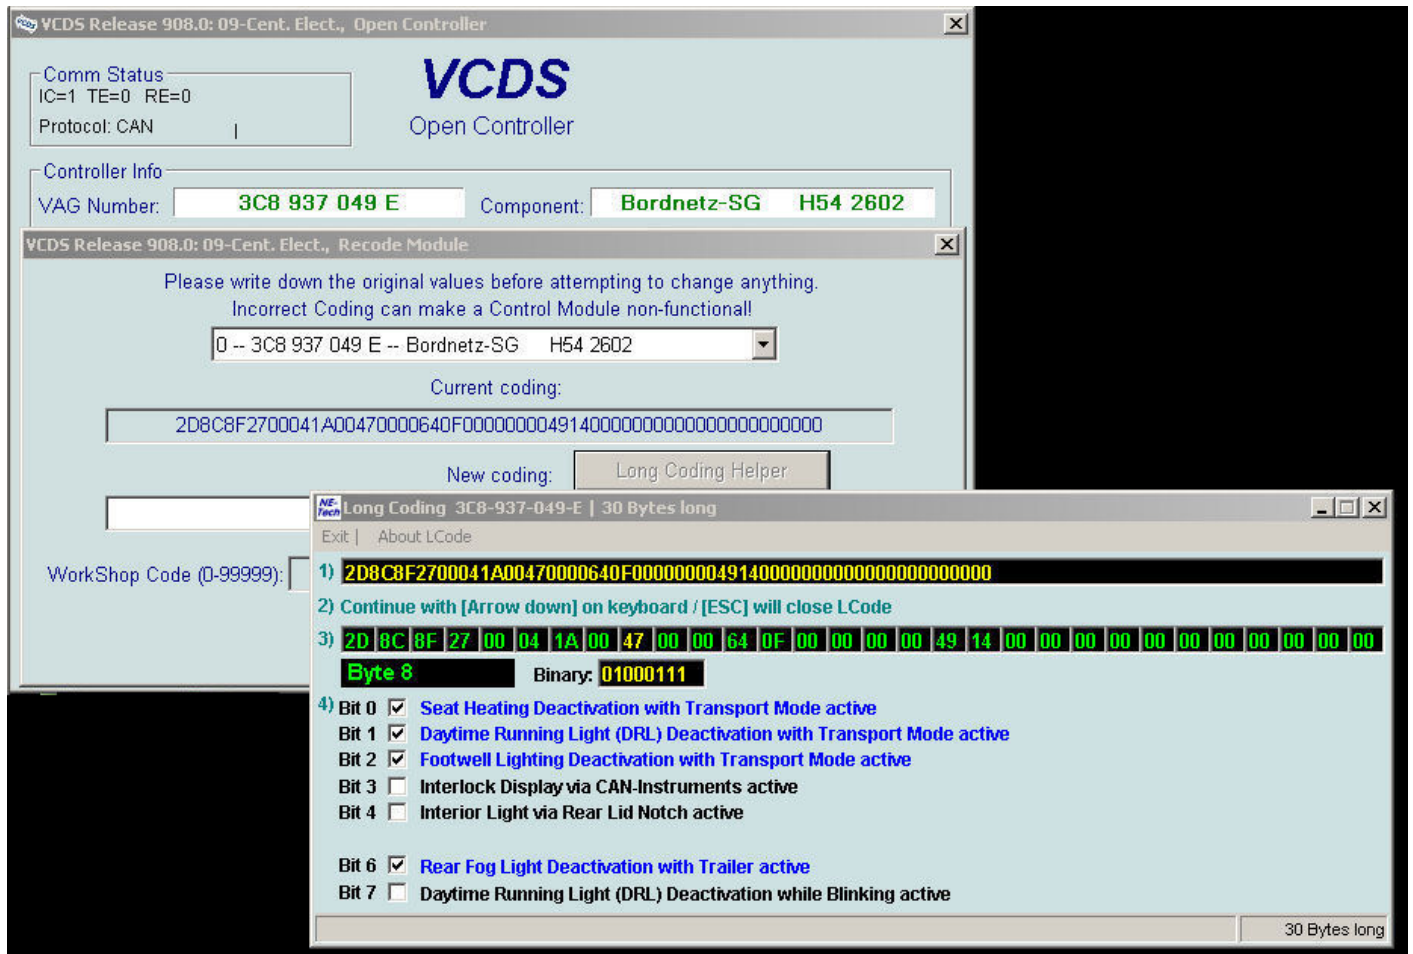 VCDS Release 908.0: 09-Cent. Elect., Open Controller
Comm Status
IC=1 TE=0 RE=0
Protocol: CAN
VCDS
Open Controller
Controller Info
VAG Number: 3C8 937 049 E Component: Bordnetz-SG H54 2602
VCDS Release 908.0: 09-Cent. Elect., Recode Module
Please write down the original values before attempting to change anything.
Incorrect Coding can make a Control Module non-functional!
0 -- 3C8 937 049 E -- Bordnetz-SG H54 2602
Current coding:
2D8C8F2700041A00470000640F00000000491400000000000000000000000
New coding: Long Coding Helper
WorkShop Code (0-99999):
NE-Tech Long Coding 3C8-937-049-E | 30 Bytes long
Exit | About LCode
1) 2D8C8F2700041A00470000640F00000000491400000000000000000000000
2) Continue with [Arrow down] on keyboard / [ESC] will close LCode
3) 2D 8C 8F 27 00 04 1A 00 47 00 00 64 0F 00 00 00 00 49 14 00 00 00 00 00 00 00 00 00 00 00
Byte 8 Binary: 01000111
4) Bit 0 Seat Heating Deactivation with Transport Mode active
Bit 1 Daytime Running Light (DRL) Deactivation with Transport Mode active
Bit 2 Footwell Lighting Deactivation with Transport Mode active
Bit 3 Interlock Display via CAN-Instruments active
Bit 4 Interior Light via Rear Lid Notch active
Bit 6 Rear Fog Light Deactivation with Trailer active
Bit 7 Daytime Running Light (DRL) Deactivation while Blinking active
30 Bytes long